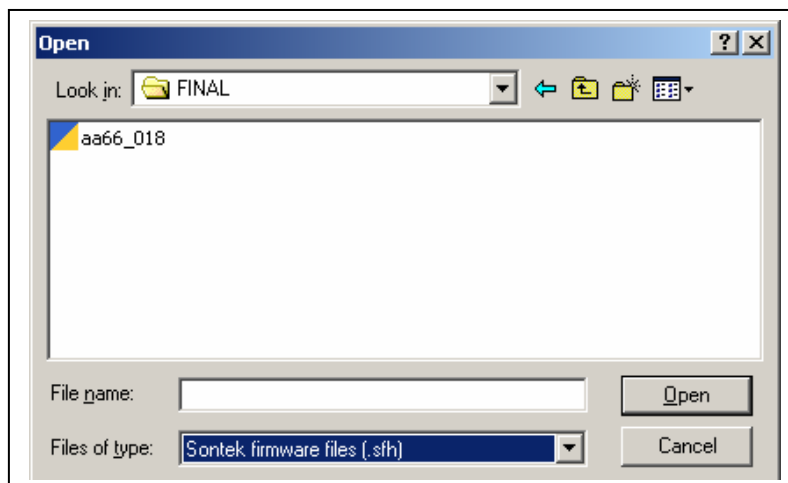 Open
Look in: FINAL
aa66_018
File name: Open
Files of type: Sontek firmware files (.sfh) Cancel